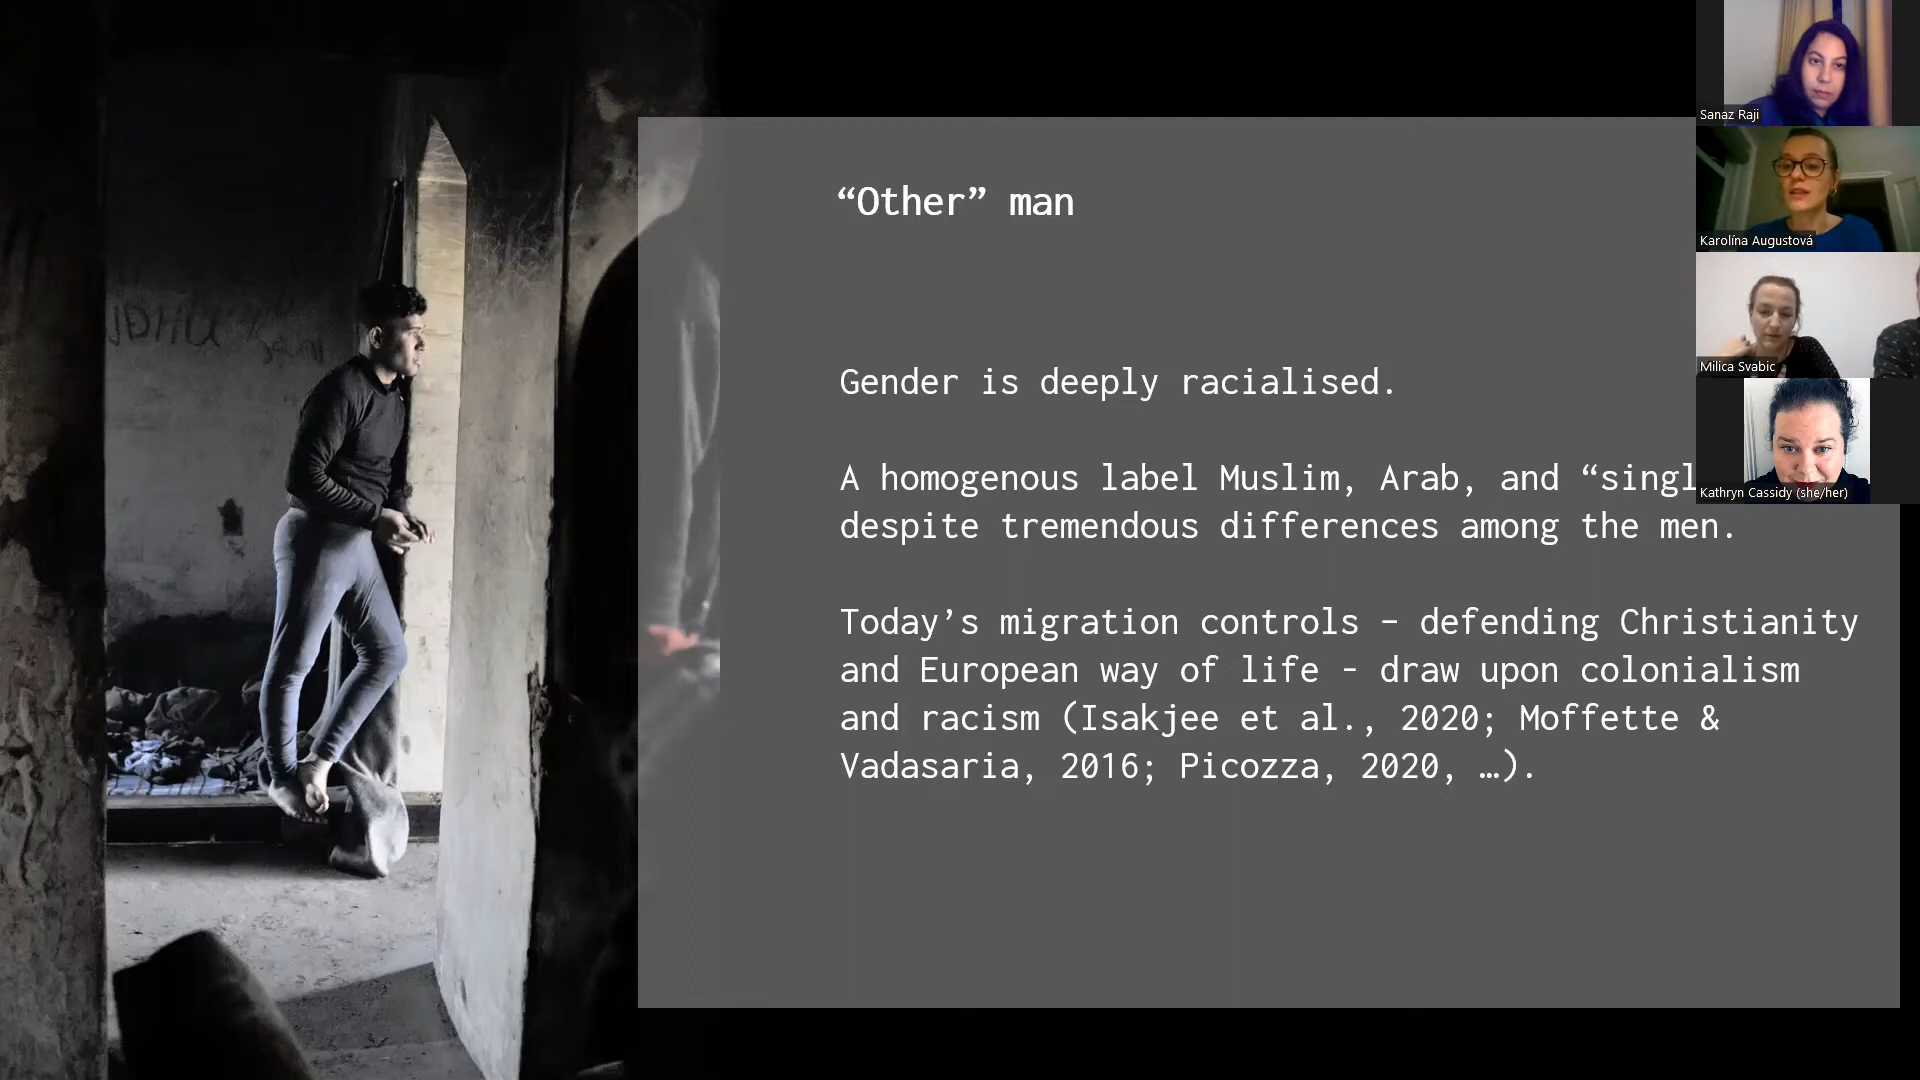 “Other” man
Gender is deeply racialised.
A homogenous label Muslim, Arab, and “singl
despite tremendous differences among the men.
Today’s migration controls – defending Christianity
and European way of life - draw upon colonialism
and racism (Isakjee et al., 2020; Moffette &
Vadasaria, 2016; Picozza, 2020, …).
Sanaz Raji
Karolína Augustová
Milica Svabic
Kathryn Cassidy (she/her)